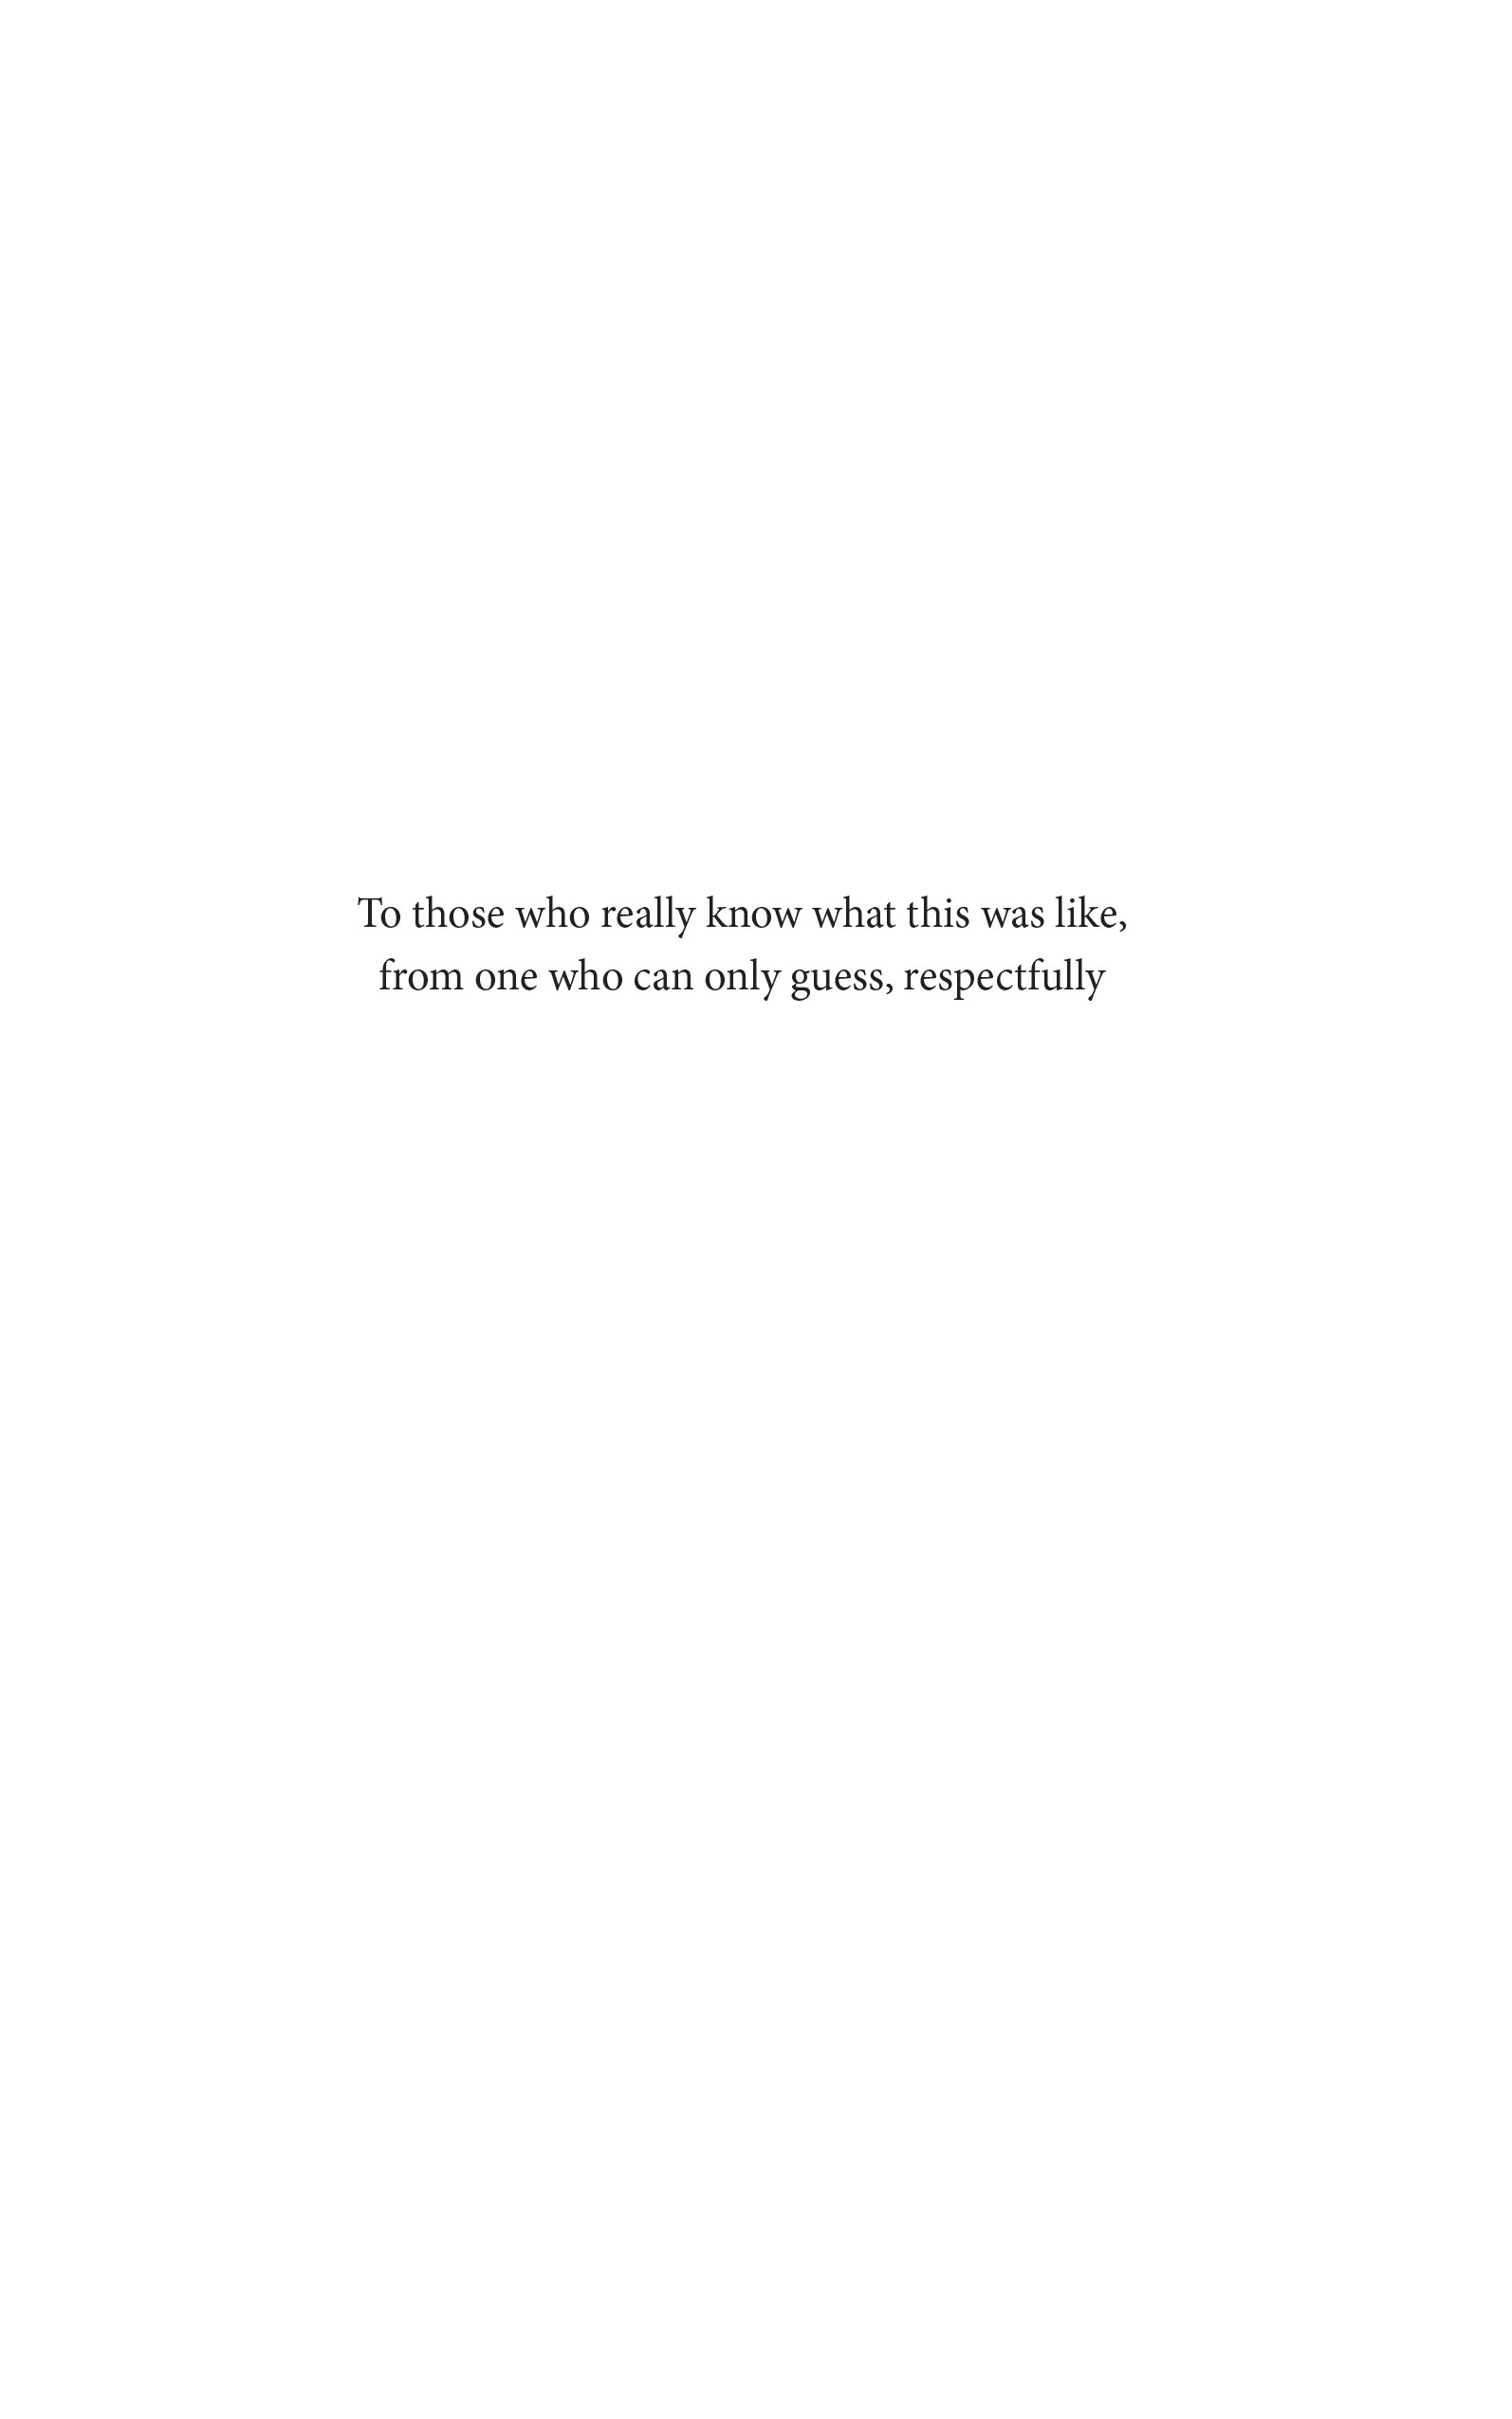 To those who really know what this was like,
from one who can only guess, respectfully